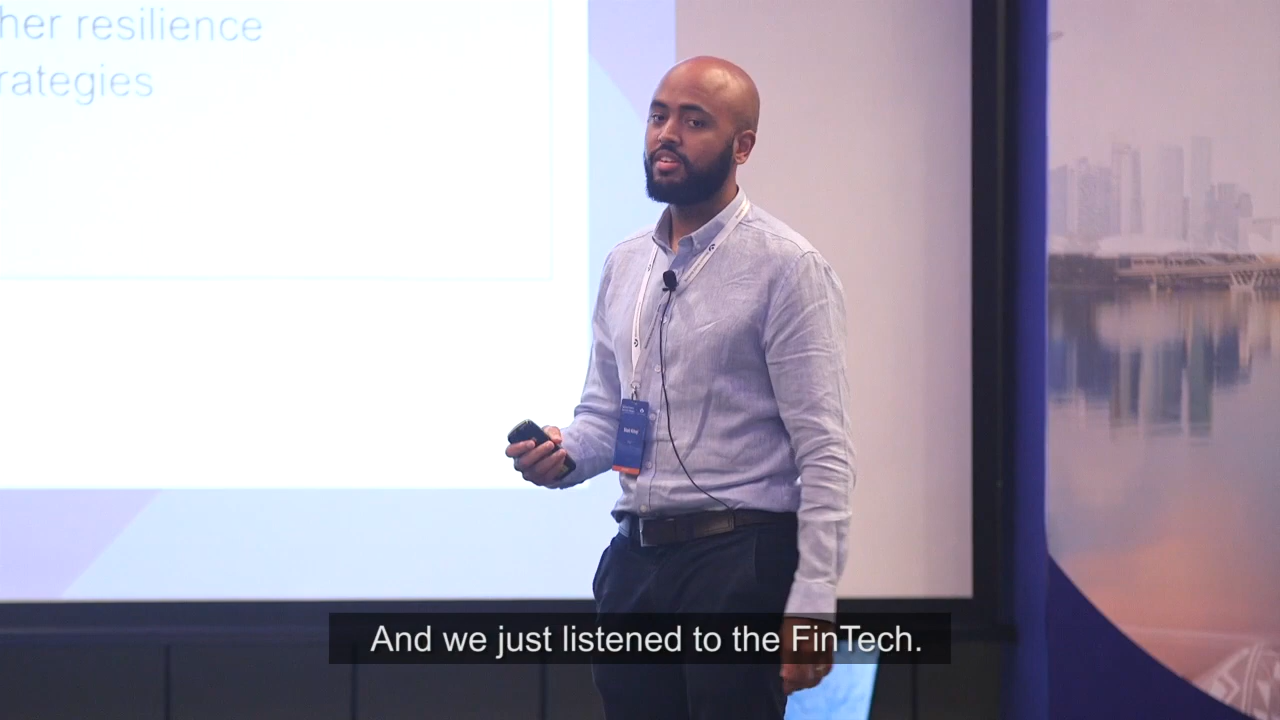 her resilience
rategies
And we just listened to the FinTech.